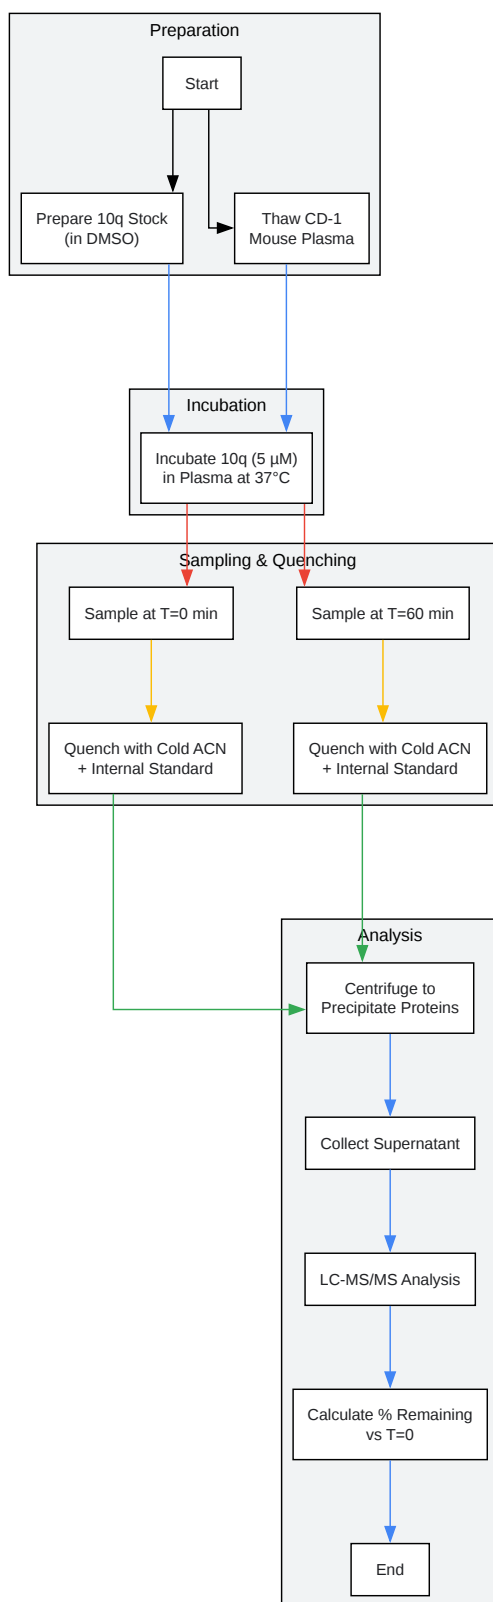 Preparation
Start
Prepare 10q Stock
(in DMSO)
Thaw CD-1
Mouse Plasma
Incubation
Incubate 10q (5 µM)
in Plasma at 37°C
Sampling & Quenching
Sample at T=0 min
Sample at T=60 min
Quench with Cold ACN
+ Internal Standard
Quench with Cold ACN
+ Internal Standard
Analysis
Centrifuge to
Precipitate Proteins
Collect Supernatant
LC-MS/MS Analysis
Calculate % Remaining
vs T=0
End